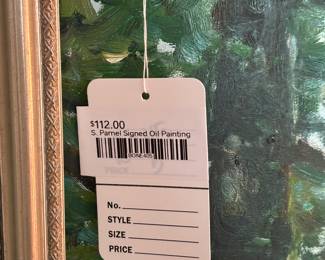 $112.00
S. Parnel Signed Oil Painting
No.
STYLE
SIZE
PRICE